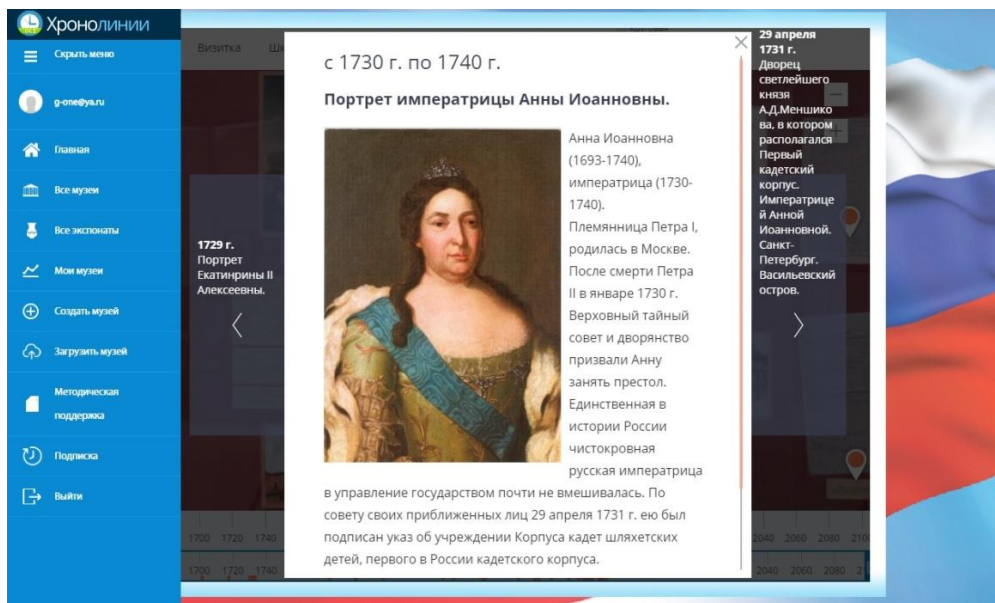 Хронолинии
Скрыть меню
g-one@ya.ru
Главная
Все музеи
Все экспонаты
Мои музеи
Создать музей
Загрузить музей
Методическая
поддержка
Подписка
Выйти
Визитка
1729 г.
Портрет
Екатинрины II
Алексеевны.
с 1730 г. по 1740 г.
Портрет императрицы Анны Иоанновны.
Анна Иоанновна
(1693-1740),
императрица (1730-
1740).
Племянница Петра I,
родилась в Москве.
После смерти Петра
II в январе 1730 г.
Верховный тайный
совет и дворянство
призвали Анну
занять престол.
Единственная в
истории России
чистокровная
русская императрица
в управление государством почти не вмешивалась. По
совету своих приближенных лиц 29 апреля 1731 г. ею был
подписан указ об учреждении Корпуса кадет шляхетских
детей, первого в России кадетского корпуса.
29 апреля
1731 г.
Дворец
светлейшего
князя
А.Д.Меншико
ва, в котором
располагался
Первый
кадетский
корпус.
Императрице
й Анной
Иоанновной.
Санкт-
Петербург.
Васильевский
остров.
1700 1720 1740 2040 2060 2080
1700 1720 1740 2040 2060 2080